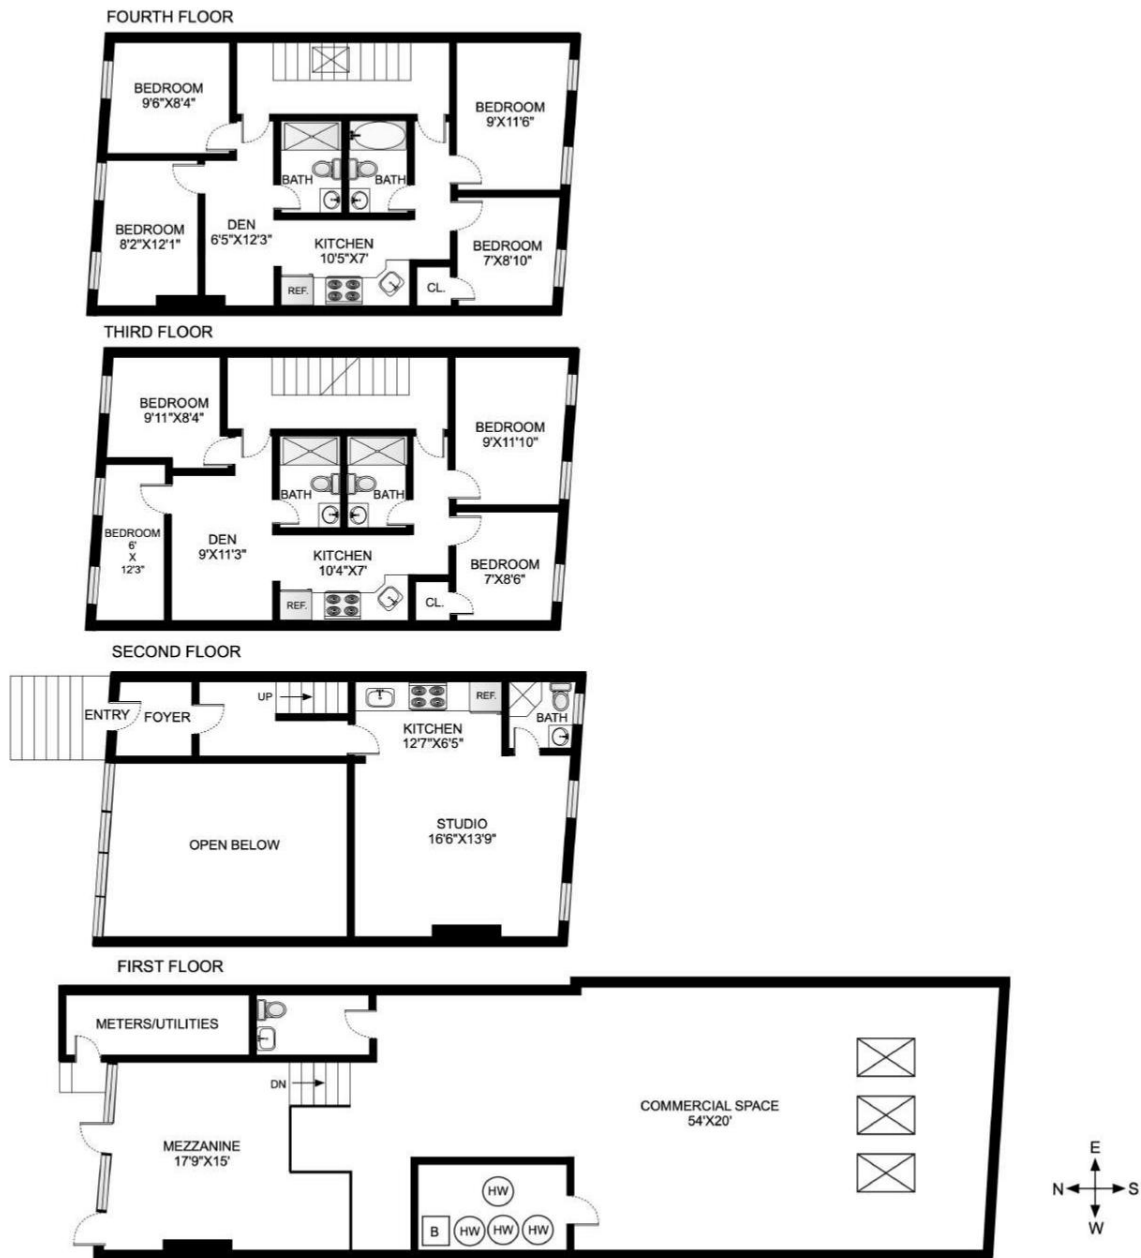 FOURTH FLOOR
BEDROOM
9'6"X8'4"
BEDROOM
9'X11'6"
BATH
BATH
BEDROOM
8'2"X12'1"
DEN
6'5"X12'3"
KITCHEN
10'5"X7'
BEDROOM
7'X8'10"
REF.
CL.
THIRD FLOOR
BEDROOM
9'11"X8'4"
BEDROOM
9'X11'10"
BATH
BATH
BEDROOM
6'
X
12'3"
DEN
9'X11'3"
KITCHEN
10'4"X7'
BEDROOM
7'X8'6"
REF.
CL.
SECOND FLOOR
ENTRY
FOYER
UP
KITCHEN
12'7"X6'5"
REF.
BATH
OPEN BELOW
STUDIO
16'6"X13'9"
FIRST FLOOR
METERS/UTILITIES
DN
MEZZANINE
17'9"X15'
COMMERCIAL SPACE
54'X20'
HW
B
HW
HW
HW
E
N
S
W